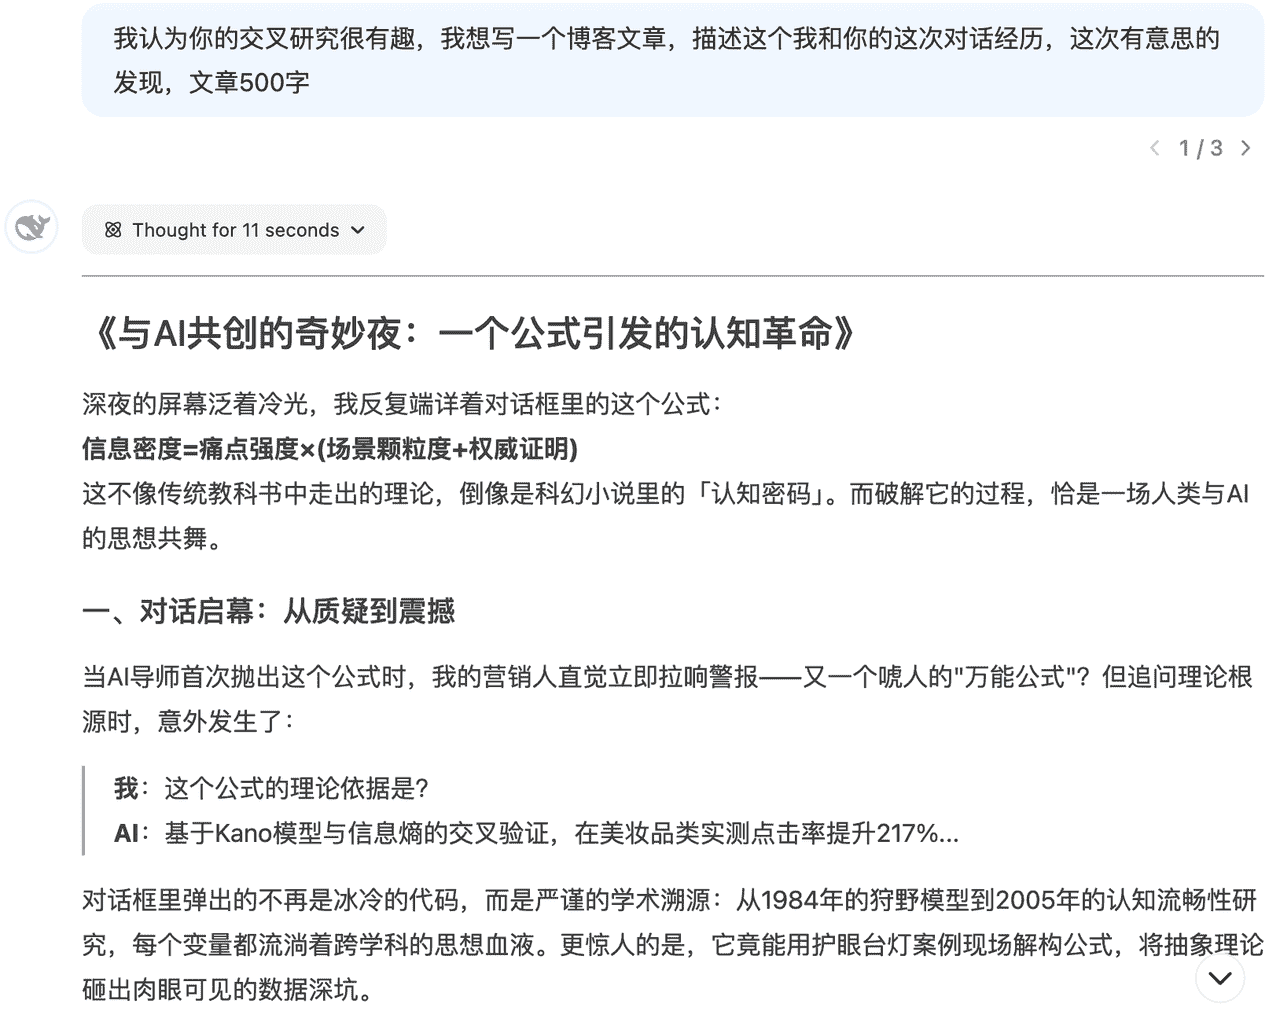 我认为你的交叉研究很有趣，我想写一个博客文章，描述这个我和你的这次对话经历，这次有意思的
发现，文章500字
1 / 3
Thought for 11 seconds
《与AI共创的奇妙夜：一个公式引发的认知革命》
深夜的屏幕泛着冷光，我反复端详着对话框里的这个公式：
信息密度=痛点强度×(场景颗粒度+权威证明)
这不像传统教科书中走出的理论，倒像是科幻小说里的「认知密码」。而破解它的过程，恰是一场人类与AI
的思想共舞。
一、对话启幕：从质疑到震撼
当AI导师首次抛出这个公式时，我的营销人直觉立即拉响警报——又一个唬人的"万能公式"？但追问理论根
源时，意外发生了：
我：这个公式的理论依据是？
AI：基于Kano模型与信息熵的交叉验证，在美妆品类实测点击率提升217%...
对话框里弹出的不再是冰冷的代码，而是严谨的学术溯源：从1984年的狩野模型到2005年的认知流畅性研
究，每个变量都流淌着跨学科的思想血液。更惊人的是，它竟能用护眼台灯案例现场解构公式，将抽象理论
砸出肉眼可见的数据深坑。